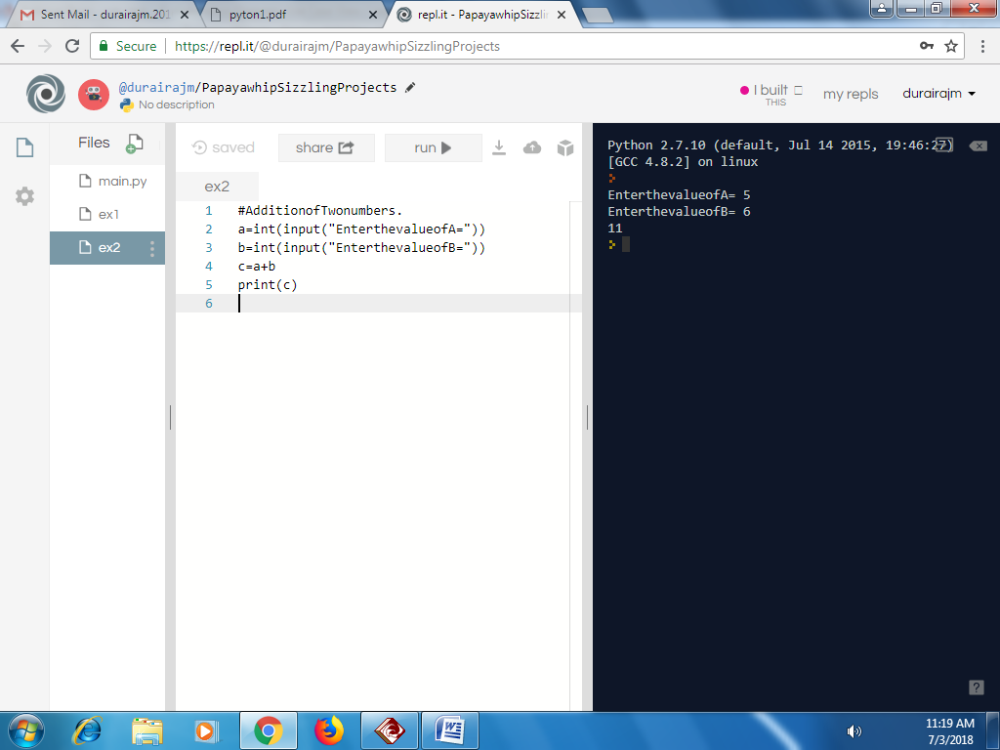 Sent Mail - durairajm.201
pyton1.pdf
repl.it - PapayawhipSizzlin
Secure
https://repl.it/@durairajm/PapayawhipSizzlingProjects
@durairajm/PapayawhipSizzlingProjects
No description
I built
THIS
my repls
durairajm
Files
main.py
ex1
ex2
saved
share
run
ex2
1 #AdditionofTwonumbers.
2 a=int(input("EnterthevalueofA="))
3 b=int(input("EnterthevalueofB="))
4 c=a+b
5 print(c)
6
Python 2.7.10 (default, Jul 14 2015, 19:46:27)
[GCC 4.8.2] on linux
EnterthevalueofA= 5
EnterthevalueofB= 6
11
?
11:19 AM
7/3/2018